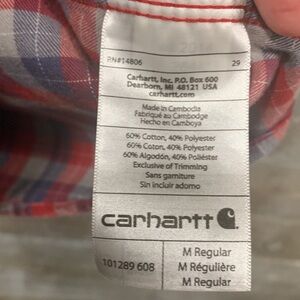 RN#14806 29
Carhartt, Inc. P.O. Box 600
Dearborn, MI 48121 USA
carhartt.com
Made in Cambodia
Fabriqué au Cambodge
Hecho en Camboya
60% Cotton, 40% Polyester
60% Coton, 40% Polyester
60% Algodón, 40% Poliéster
Exclusive of Trimming
Sans garniture
Sin incluir adorno
carhartt
101289 608
M Regular
M Régulière
M Regular